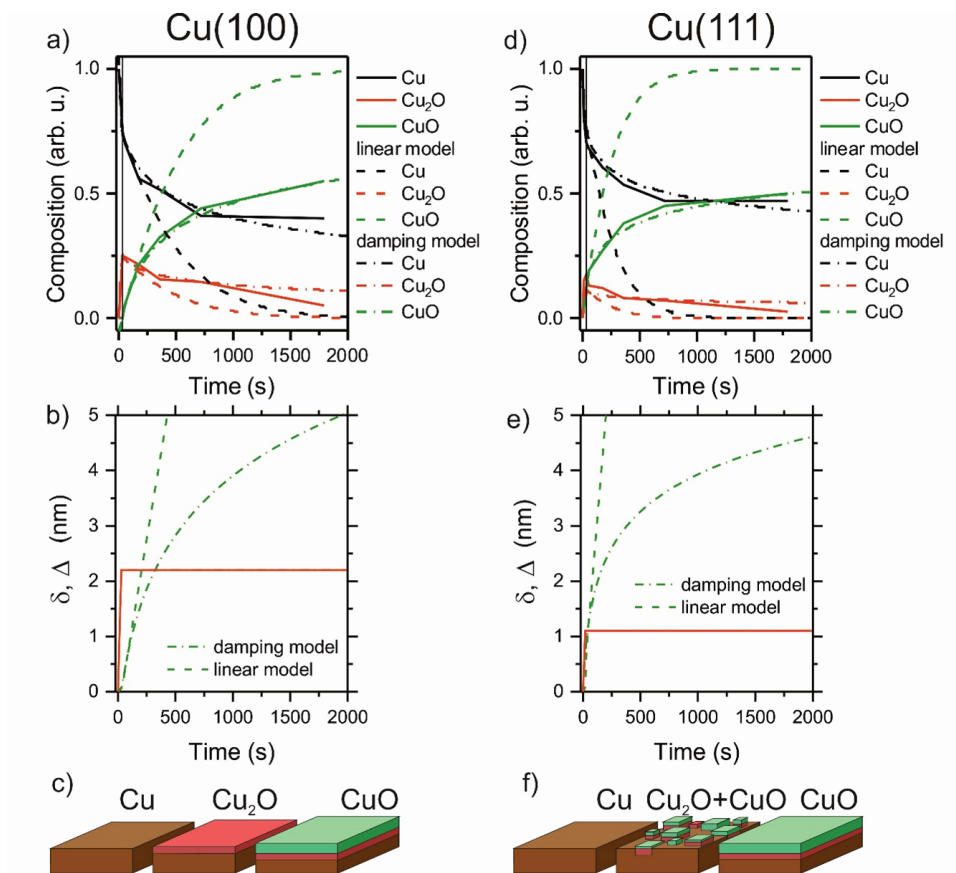 Cu(100)
a)
Composition (arb. u.)
1.0
0.5
0.0
0 500 1000 1500 2000
Time (s)
Cu
Cu₂O
CuO
linear model
Cu
Cu₂O
CuO
damping model
Cu
Cu₂O
CuO
b)
δ, Δ (nm)
5
4
3
2
1
0
damping model
linear model
0 500 1000 1500 2000
Time (s)
c)
Cu Cu₂O CuO
Cu(111)
d)
Composition (arb. u.)
1.0
0.5
0.0
0 500 1000 1500 2000
Time (s)
Cu
Cu₂O
CuO
linear model
Cu
Cu₂O
CuO
damping model
Cu
Cu₂O
CuO
e)
δ, Δ (nm)
5
4
3
2
1
0
damping model
linear model
0 500 1000 1500 2000
Time (s)
f)
Cu Cu₂O+CuO CuO